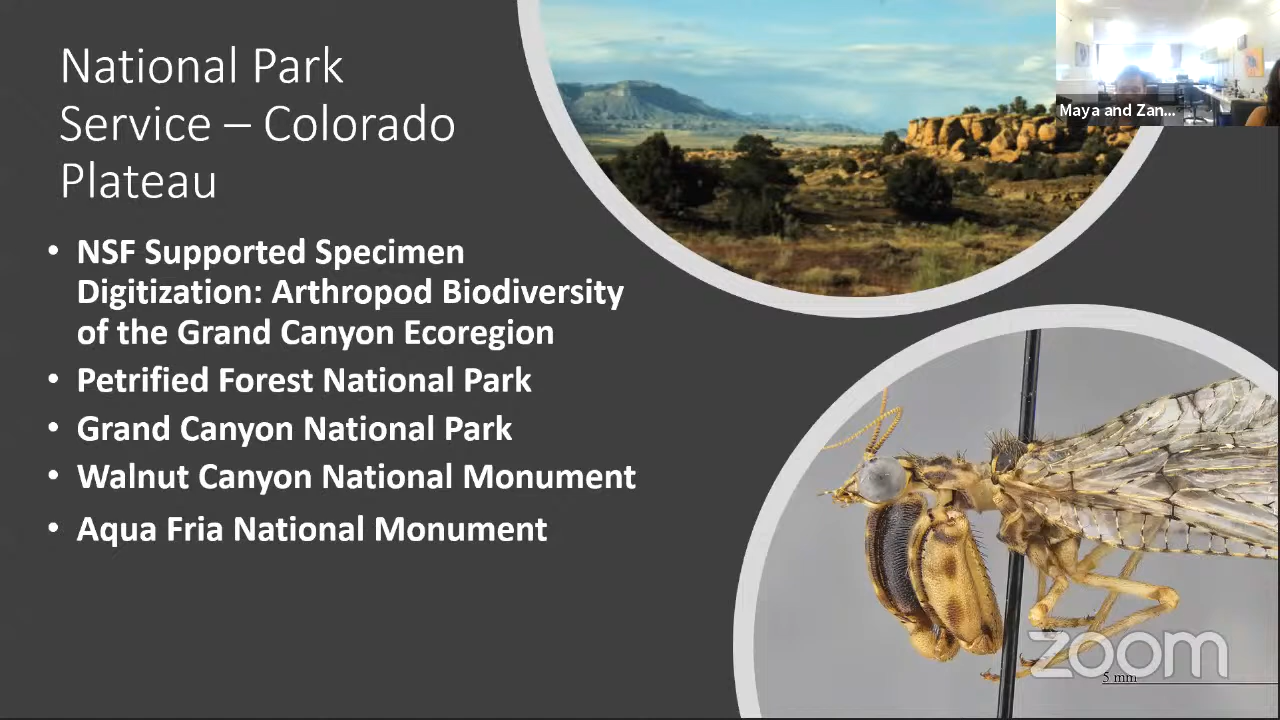 National Park
Service – Colorado
Plateau
• NSF Supported Specimen
Digitization: Arthropod Biodiversity
of the Grand Canyon Ecoregion
• Petrified Forest National Park
• Grand Canyon National Park
• Walnut Canyon National Monument
• Aqua Fria National Monument
Maya and Zan...
zoom
5 mm